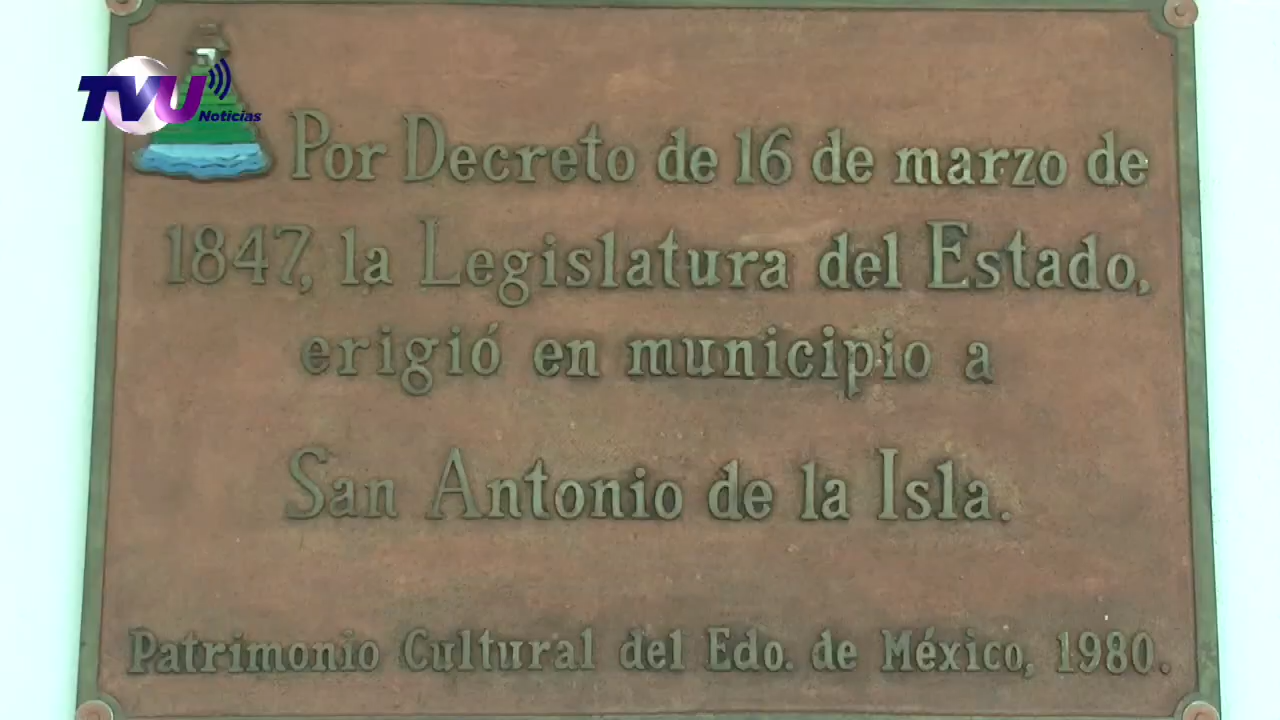 TVU Noticias
Por Decreto de 16 de marzo de
1847, la Legislatura del Estado,
erigió en municipio a
San Antonio de la Isla.
Patrimonio Cultural del Edo. de México, 1980.